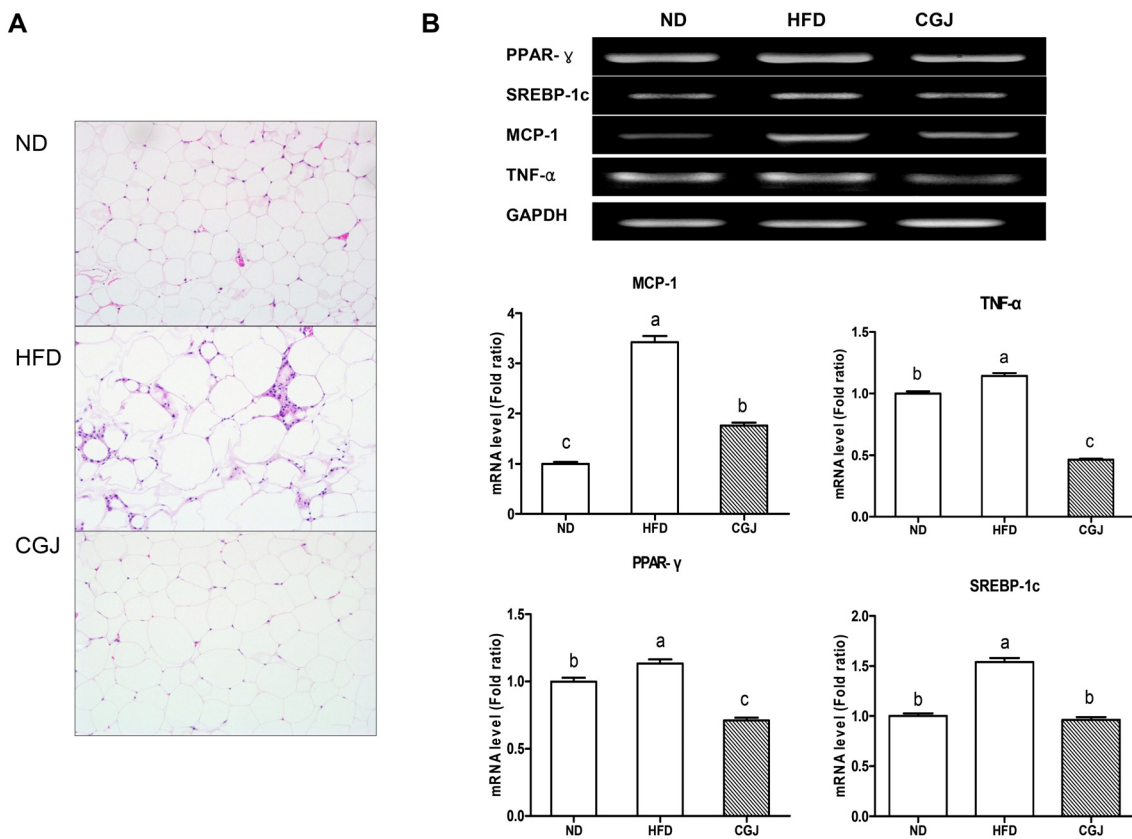 A
ND
HFD
CGJ
B
ND HFD CGJ
PPAR-ɣ
SREBP-1c
MCP-1
TNF-α
GAPDH
MCP-1
mRNA level (Fold ratio)
4
3
2
1
0
c a b
ND HFD CGJ
TNF-α
mRNA level (Fold ratio)
1.5
1.0
0.5
0.0
b a c
ND HFD CGJ
PPAR-γ
mRNA level (Fold ratio)
1.5
1.0
0.5
0.0
b a c
ND HFD CGJ
SREBP-1c
mRNA level (Fold ratio)
2.0
1.5
1.0
0.5
0.0
b a b
ND HFD CGJ